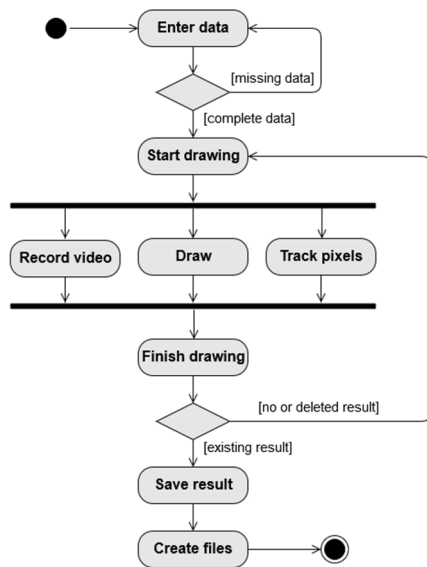 Enter data
[missing data]
[complete data]
Start drawing
Record video
Draw
Track pixels
Finish drawing
[no or deleted result]
[existing result]
Save result
Create files